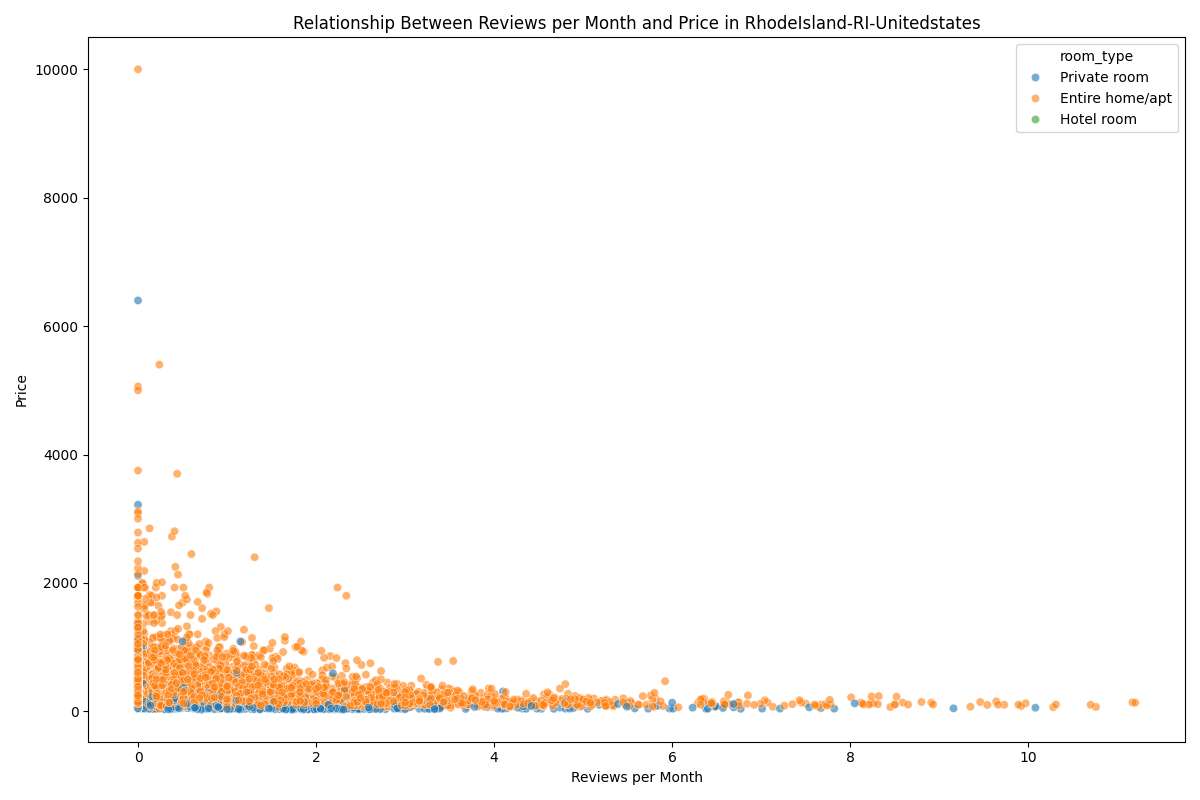 Relationship Between Reviews per Month and Price in RhodeIsland-RI-Unitedstates
room_type
Private room
Entire home/apt
Hotel room
Price
10000
8000
6000
4000
2000
0
0 2 4 6 8 10
Reviews per Month